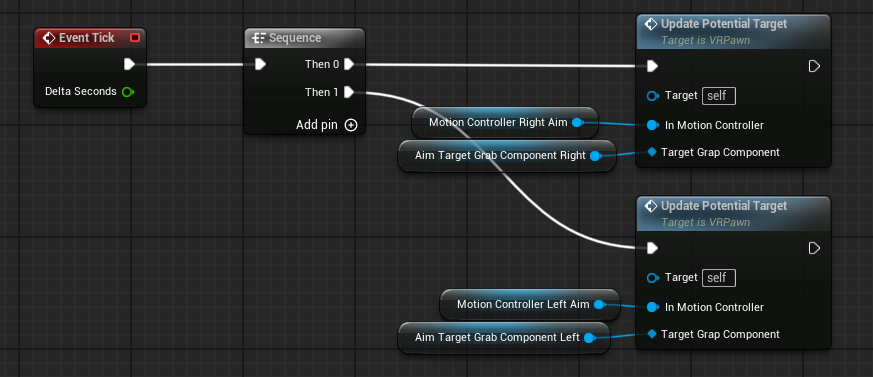 Event Tick
Delta Seconds
Sequence
Then 0
Then 1
Add pin
Update Potential Target
Target is VRPawn
Target self
In Motion Controller
Target Grap Component
Motion Controller Right Aim
Aim Target Grab Component Right
Update Potential Target
Target is VRPawn
Target self
In Motion Controller
Target Grap Component
Motion Controller Left Aim
Aim Target Grab Component Left